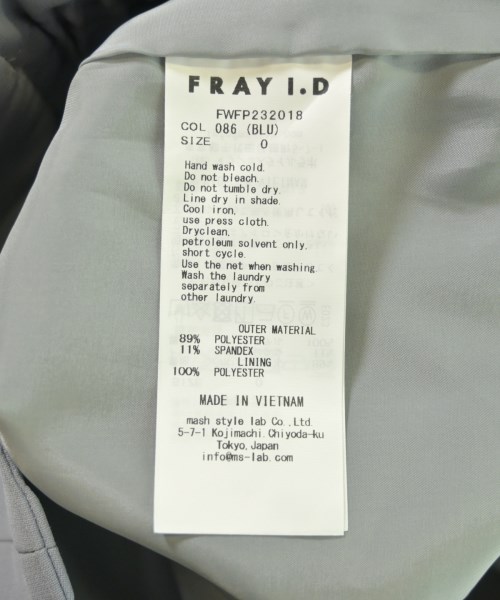 FRAY I.D
FWFP232018
COL 086 (BLU)
SIZE 0
Hand wash cold.
Do not bleach.
Do not tumble dry.
Line dry in shade.
Cool iron,
use press cloth.
Dryclean,
petroleum solvent only.
short cycle.
Use the net when washing.
Wash the laundry
separately from
other laundry.
OUTER MATERIAL
89% POLYESTER
11% SPANDEX
LINING
100% POLYESTER
MADE IN VIETNAM
mash style lab Co.,Ltd.
5-7-1 Kojimachi.Chiyoda-ku
Tokyo,Japan
info@ms-lab.com